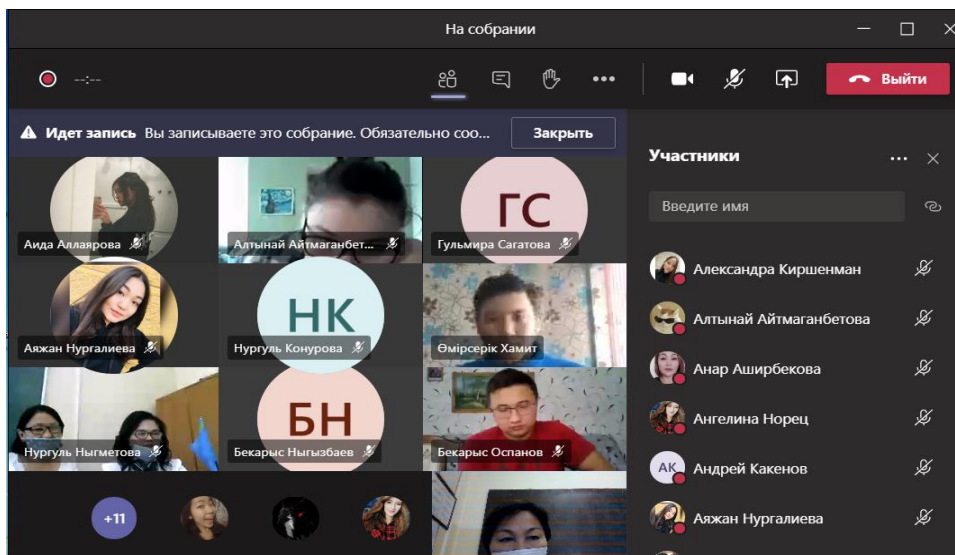 На собрании
--:--
Выйти
Идет запись Вы записываете это собрание. Обязательно соо...
Закрыть
Участники
Введите имя
Аида Аллаярова
Алтынай Айтмаганбет...
ГС
Гульмира Сагатова
Аяжан Нургалиева
НК
Нургуль Конурова
Өмірсерік Хамит
Нургуль Ныгметова
БН
Бекарыс Ныгызбаев
Бекарыс Оспанов
+11
Александра Киршенман
Алтынай Айтмаганбетова
Анар Аширбекова
Ангелина Норец
АК
Андрей Какенов
Аяжан Нургалиева